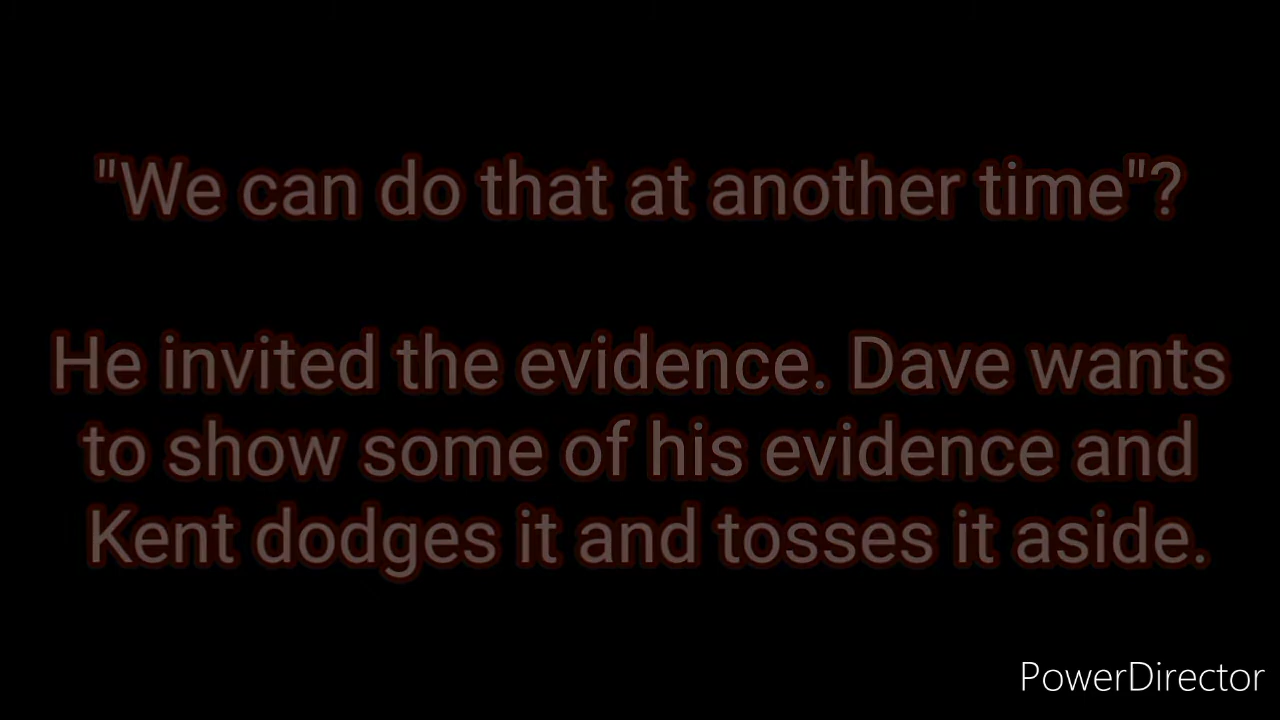 "We can do that at another time"?
He invited the evidence. Dave wants
to show some of his evidence and
Kent dodges it and tosses it aside.
PowerDirector